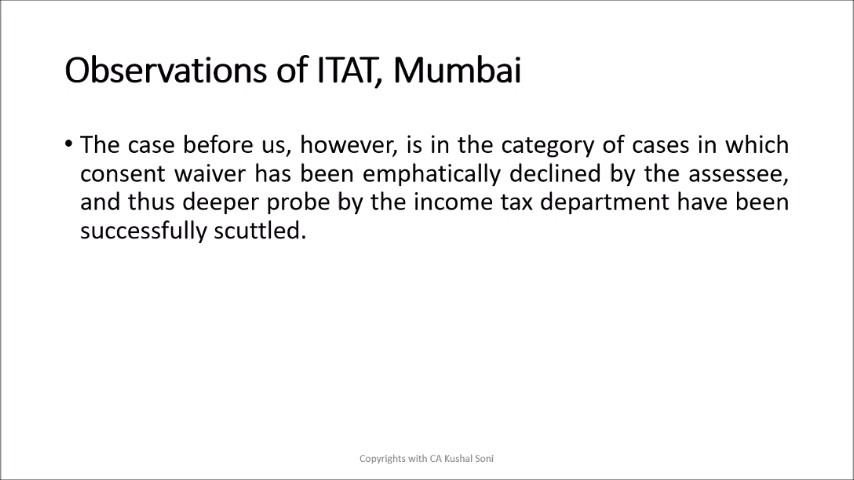 Observations of ITAT, Mumbai
• The case before us, however, is in the category of cases in which
consent waiver has been emphatically declined by the assessee,
and thus deeper probe by the income tax department have been
successfully scuttled.
Copyrights with CA Kushal Soni